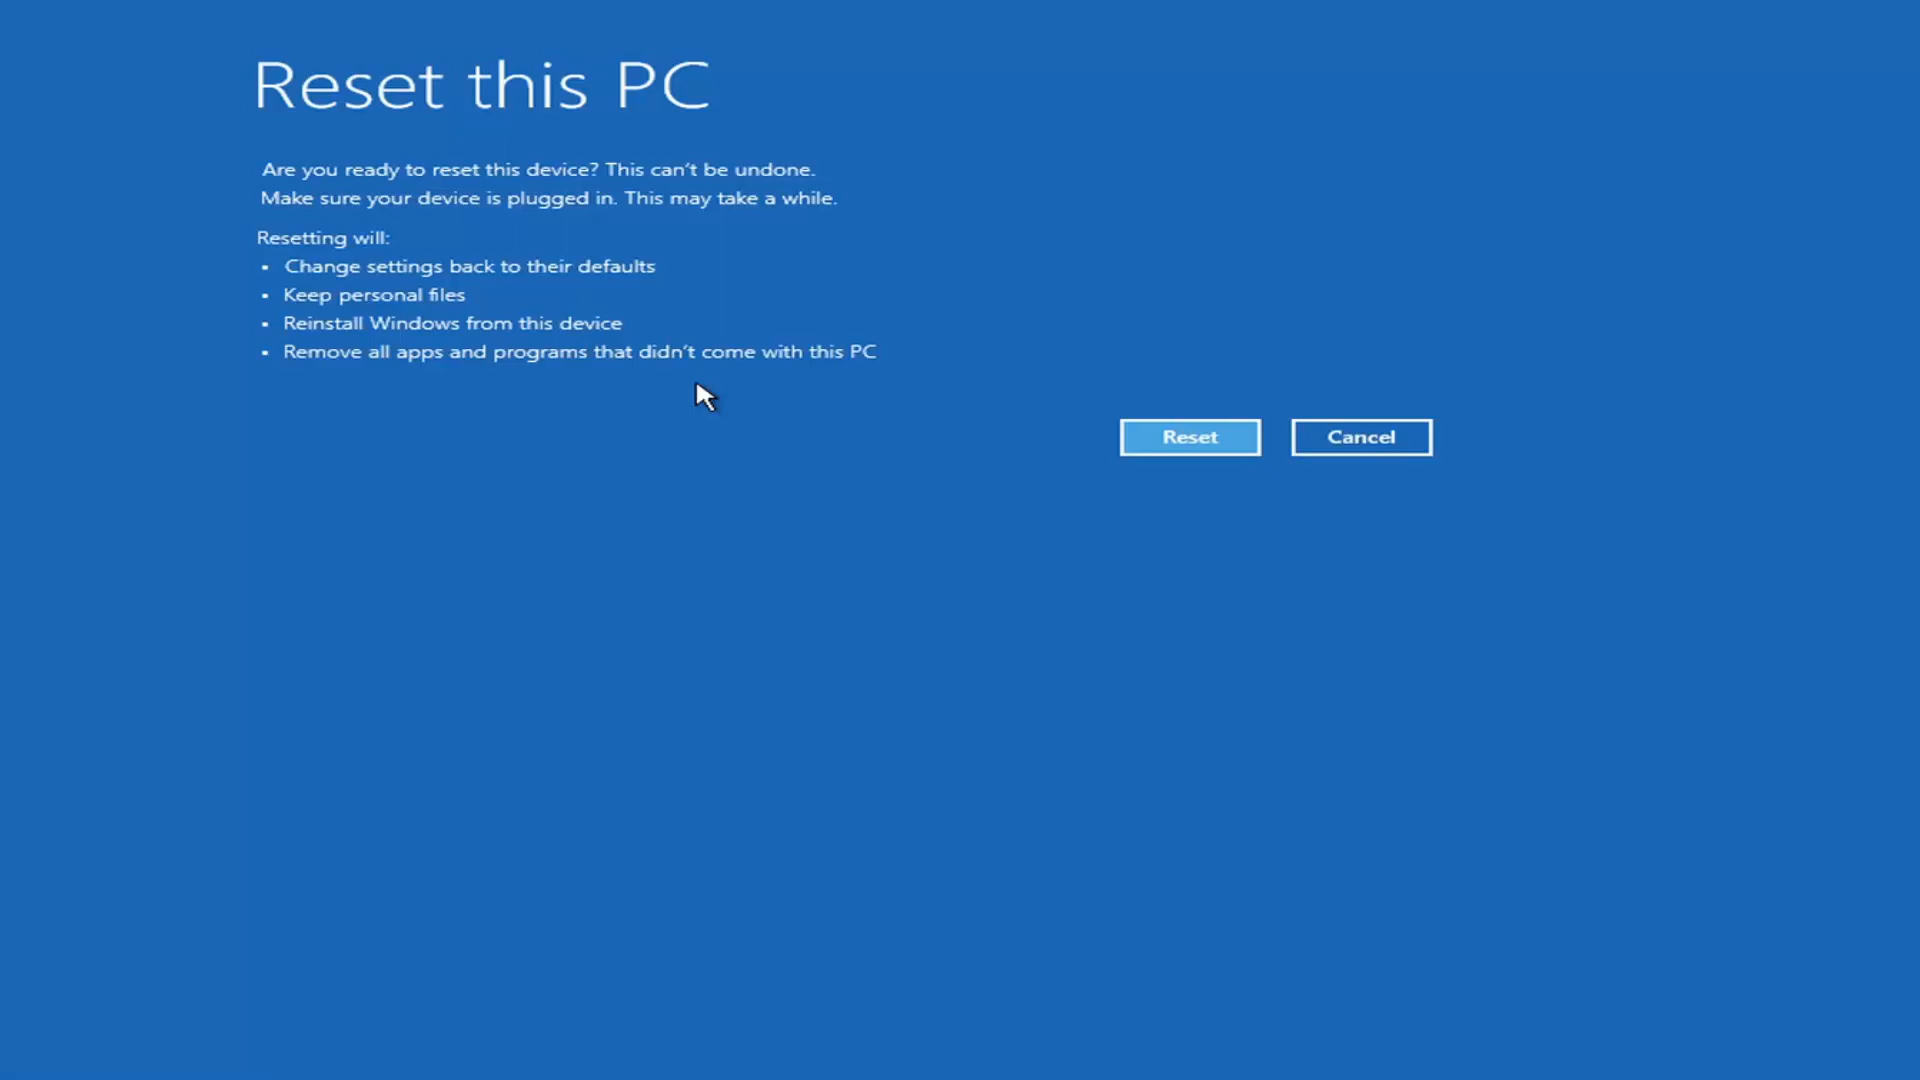 Reset this PC
Are you ready to reset this device? This can't be undone.
Make sure your device is plugged in. This may take a while.
Resetting will:
• Change settings back to their defaults
• Keep personal files
• Reinstall Windows from this device
• Remove all apps and programs that didn't come with this PC
Reset Cancel